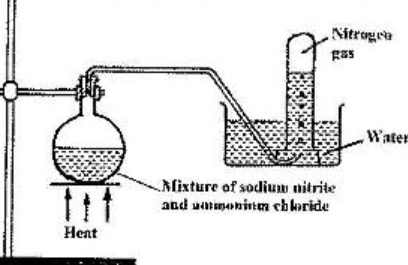 Nitrogen
gas
Water
Mixture of sodium nitrite
and ammonium chloride
Heat